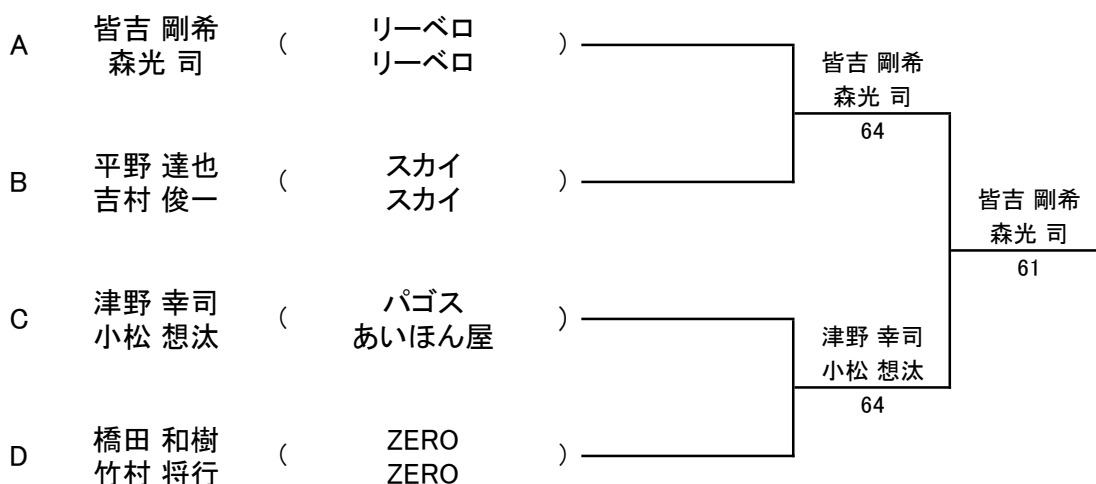 A 皆吉 剛希 ( リーベロ )
森光 司 リーベロ
皆吉 剛希
森光 司
64
B 平野 達也 ( スカイ )
吉村 俊一 スカイ
皆吉 剛希
森光 司
61
C 津野 幸司 ( パゴス )
小松 想汰 あいほん屋
津野 幸司
小松 想汰
64
D 橋田 和樹 ( ZERO )
竹村 将行 ZERO